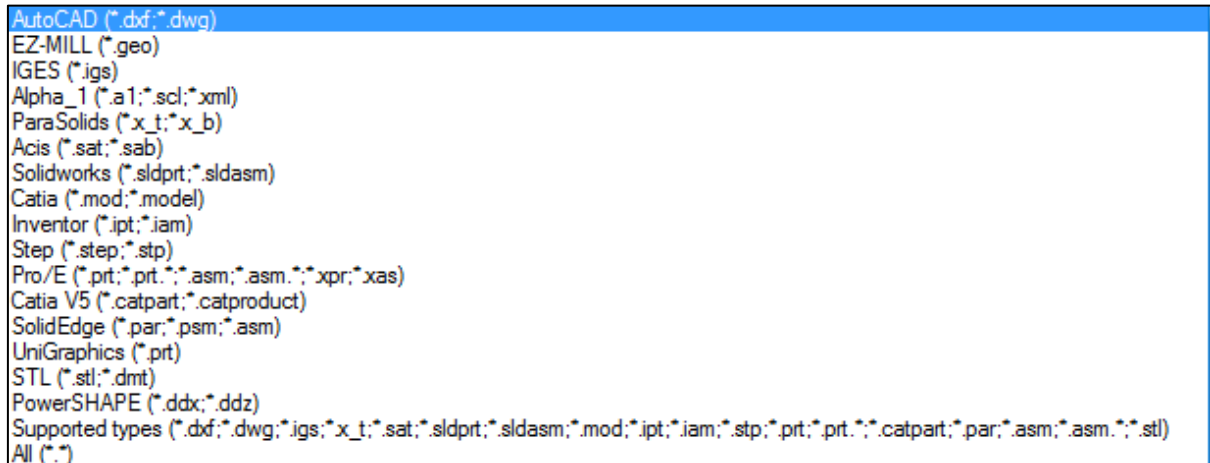 AutoCAD (*.dxf;*.dwg)
EZ-MILL (*.geo)
IGES (*.igs)
Alpha_1 (*.a1;*.scl;*.xml)
ParaSolids (*.x_t;*.x_b)
Acis (*.sat;*.sab)
Solidworks (*.sldprt;*.sldasm)
Catia (*.mod;*.model)
Inventor (*.ipt;*.iam)
Step (*.step;*.stp)
Pro/E (*.prt;*.prt.*;*.asm;*.asm.*;*.xpr;*.xas)
Catia V5 (*.catpart;*.catproduct)
SolidEdge (*.par;*.psm;*.asm)
UniGraphics (*.prt)
STL (*.stl;*.dmt)
PowerSHAPE (*.ddx;*.ddz)
Supported types (*.dxf;*.dwg;*.igs;*.x_t;*.sat;*.sldprt;*.sldasm;*.mod;*.ipt;*.iam;*.stp;*.prt;*.prt.*;*.catpart;*.par;*.asm;*.asm.*;*.stl)
All (*.*)